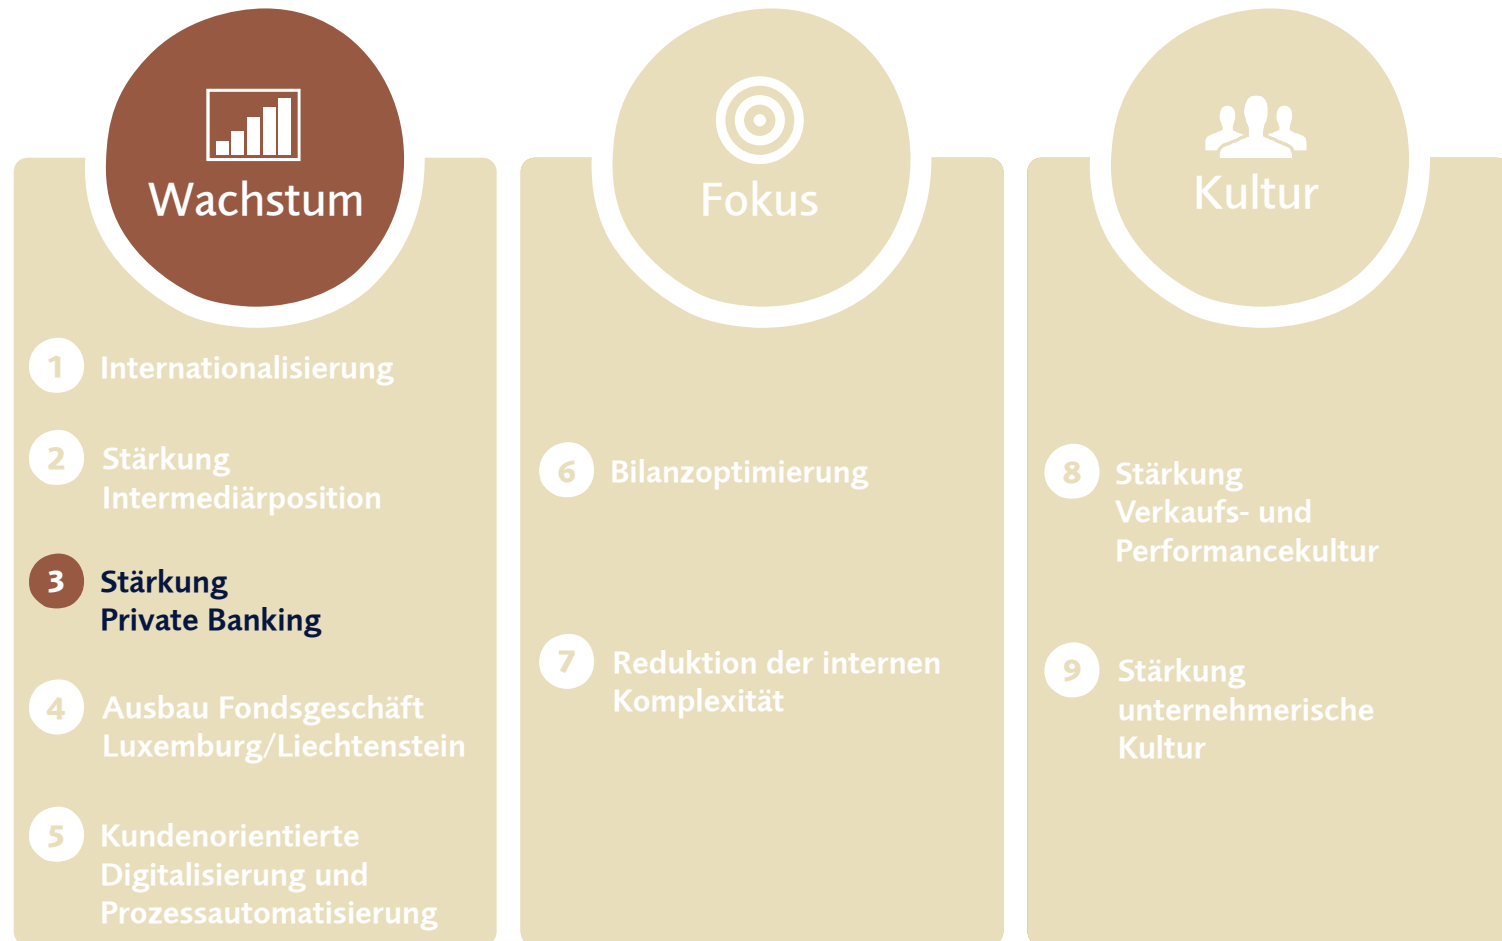 Wachstum
1 Internationalisierung
2 Stärkung
Intermediärposition
3 Stärkung
Private Banking
4 Ausbau Fondsgeschäft
Luxemburg/Liechtenstein
5 Kundenorientierte
Digitalisierung und
Prozessautomatisierung
Fokus
6 Bilanzoptimierung
7 Reduktion der internen
Komplexität
Kultur
8 Stärkung
Verkaufs- und
Performancekultur
9 Stärkung
unternehmerische
Kultur